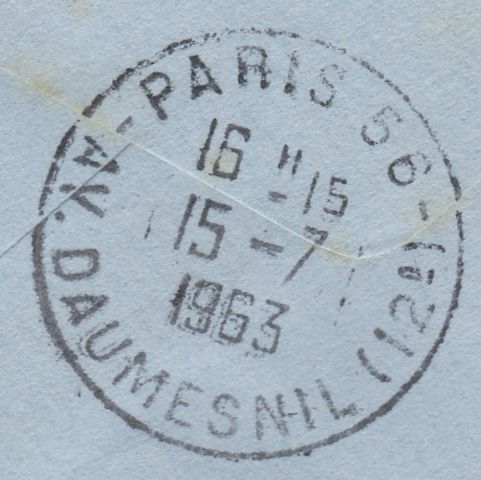 PARIS 56
16 H 15
15 - 7
1963
AV. DAUMESNIL (12E)